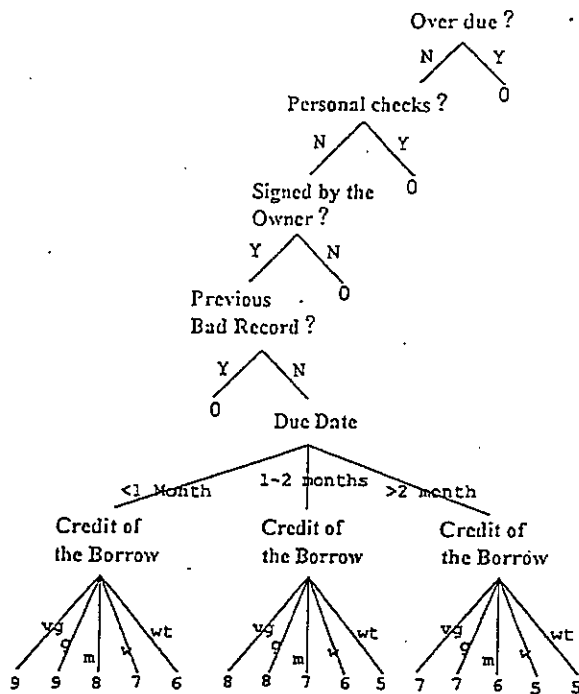 Over due ?
N Y
0
Personal checks ?
N Y
0
Signed by the
Owner ?
Y N
0
Previous
Bad Record ?
Y N
0
Due Date
<1 Month 1~2 months >2 month
Credit of Credit of Credit of
the Borrow the Borrow the Borrow
vg g m w wt vg g m w wt vg g m w wt
9 9 8 7 6 8 8 7 6 5 7 7 6 5 5